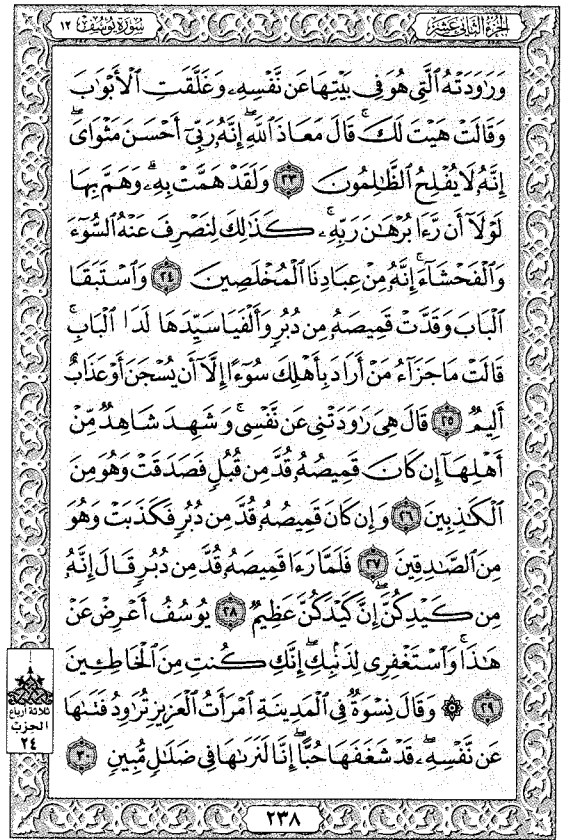 سُورَةُ يُوسُف ١٢
الجزء الثاني عشر
وَرَٰوَدَتْهُ ٱلَّتِى هُوَ فِى بَيْتِهَا عَن نَّفْسِهِۦ وَغَلَّقَتِ ٱلْأَبْوَٰبَ
وَقَالَتْ هَيْتَ لَكَ ۚ قَالَ مَعَاذَ ٱللَّهِ ۖ إِنَّهُۥ رَبِّىٓ أَحْسَنَ مَثْوَاىَ ۖ
إِنَّهُۥ لَا يُفْلِحُ ٱلظَّٰلِمُونَ ٢٣ وَلَقَدْ هَمَّتْ بِهِۦ ۖ وَهَمَّ بِهَا
لَوْلَآ أَن رَّءَا بُرْهَٰنَ رَبِّهِۦ ۚ كَذَٰلِكَ لِنَصْرِفَ عَنْهُ ٱلسُّوٓءَ
وَٱلْفَحْشَآءَ ۚ إِنَّهُۥ مِنْ عِبَادِنَا ٱلْمُخْلَصِينَ ٢٤ وَٱسْتَبَقَا
ٱلْبَابَ وَقَدَّتْ قَمِيصَهُۥ مِن دُبُرٍ وَأَلْفَيَا سَيِّدَهَا لَدَا ٱلْبَابِ ۚ
قَالَتْ مَا جَزَآءُ مَنْ أَرَادَ بِأَهْلِكَ سُوٓءًا إِلَّآ أَن يُسْجَنَ أَوْ عَذَابٌ
أَلِيمٌ ٢٥ قَالَ هِىَ رَٰوَدَتْنِى عَن نَّفْسِى ۚ وَشَهِدَ شَاهِدٌ مِّنْ
أَهْلِهَآ إِن كَانَ قَمِيصُهُۥ قُدَّ مِن قُبُلٍ فَصَدَقَتْ وَهُوَ مِنَ
ٱلْكَٰذِبِينَ ٢٦ وَإِن كَانَ قَمِيصُهُۥ قُدَّ مِن دُبُرٍ فَكَذَبَتْ وَهُوَ
مِنَ ٱلصَّٰدِقِينَ ٢٧ فَلَمَّا رَءَا قَمِيصَهُۥ قُدَّ مِن دُبُرٍ قَالَ إِنَّهُۥ
مِن كَيْدِكُنَّ ۖ إِنَّ كَيْدَكُنَّ عَظِيمٌ ٢٨ يُوسُفُ أَعْرِضْ عَنْ
هَٰذَا ۚ وَٱسْتَغْفِرِى لِذَنۢبِكِ ۖ إِنَّكِ كُنتِ مِنَ ٱلْخَاطِـِٔينَ
٢٩ ۞ وَقَالَ نِسْوَةٌ فِى ٱلْمَدِينَةِ ٱمْرَأَتُ ٱلْعَزِيزِ تُرَٰوِدُ فَتَىٰهَا
عَن نَّفْسِهِۦ ۖ قَدْ شَغَفَهَا حُبًّا ۖ إِنَّا لَنَرَىٰهَا فِى ضَلَٰلٍ مُّبِينٍ ٣٠
ثلاثة أرباع
الحزب
٢٤
٢٣٨